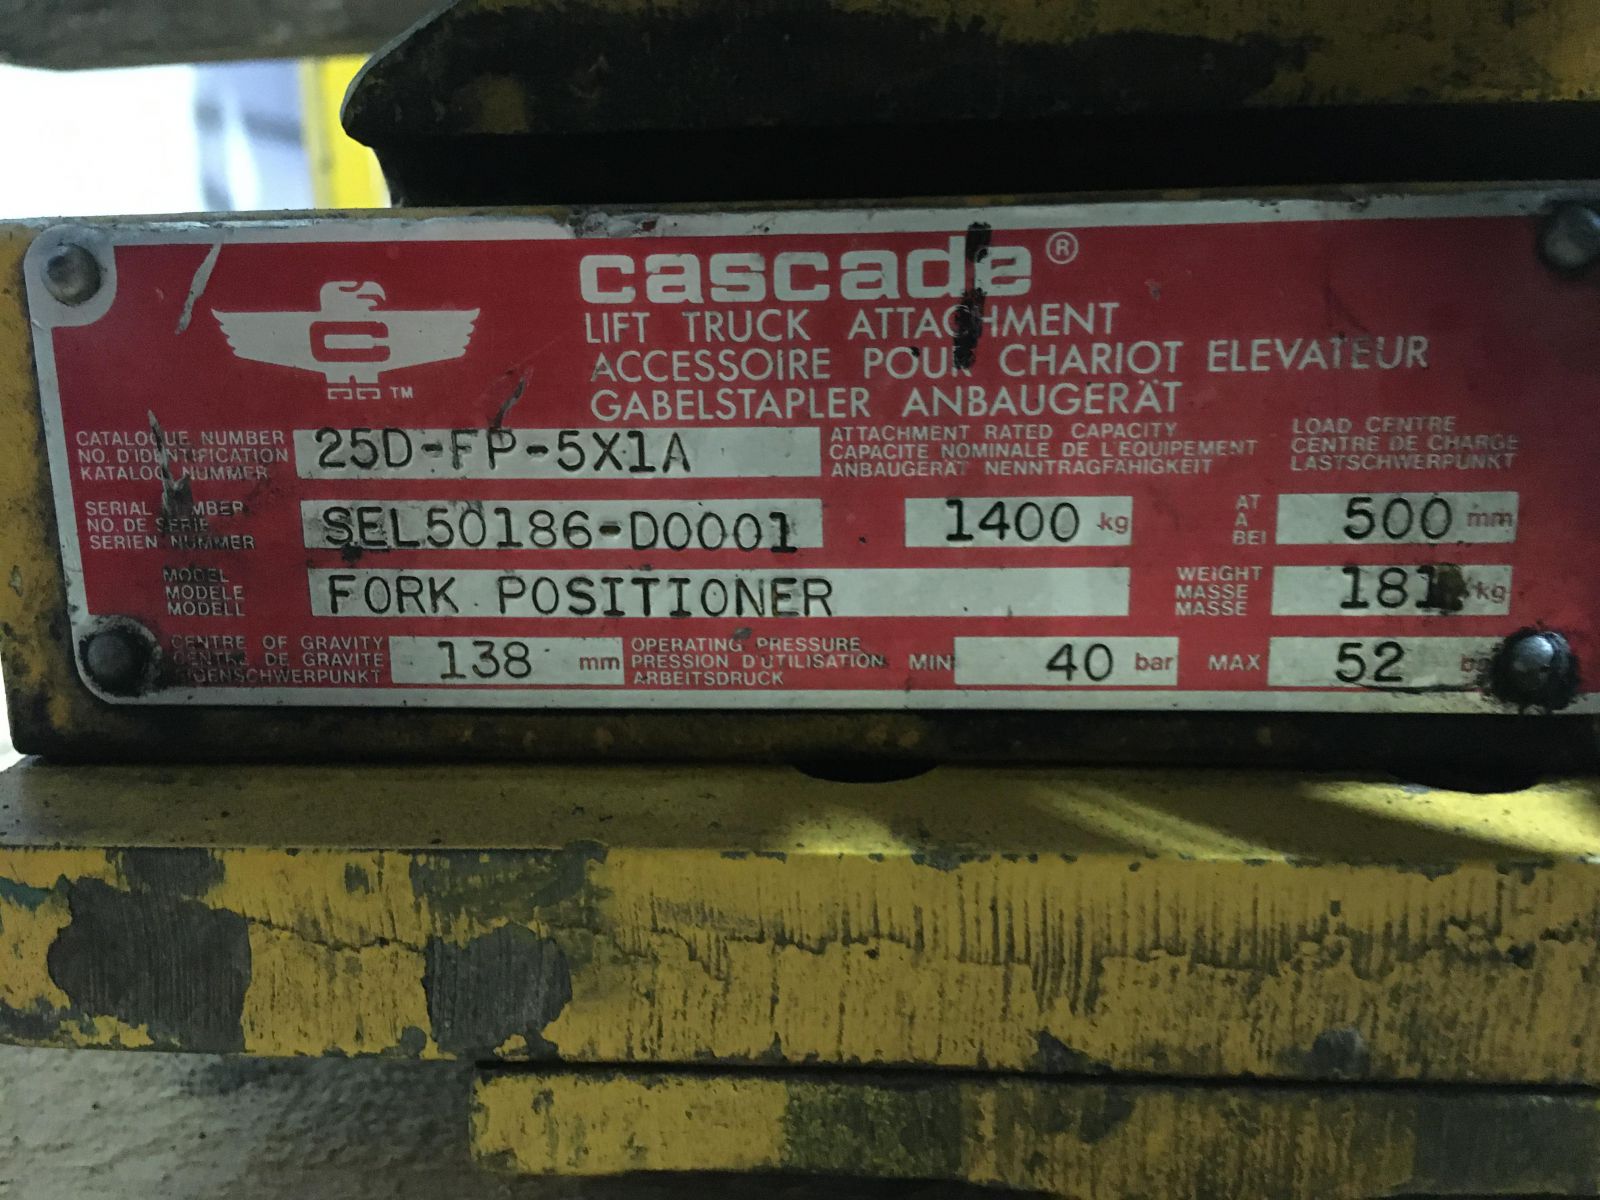 cascade®
LIFT TRUCK ATTACHMENT
ACCESSOIRE POUR CHARIOT ELEVATEUR
GABELSTAPLER ANBAUGERÄT
TM
CATALOGUE NUMBER
NO. D'IDENTIFICATION
KATALOG NUMMER
25D-FP-5X1A
ATTACHMENT RATED CAPACITY
CAPACITE NOMINALE DE L'EQUIPEMENT
ANBAUGERÄT NENNTRAGFÄHIGKEIT
LOAD CENTRE
CENTRE DE CHARGE
LASTSCHWERPUNKT
SERIAL NUMBER
NO. DE SERIE
SERIEN NUMMER
SEL50186-D0001
1400 kg
AT
A
BEI
500 mm
MODEL
MODELE
MODELL
FORK POSITIONER
WEIGHT
MASSE
MASSE
181 kg
CENTRE OF GRAVITY
CENTRE DE GRAVITE
EIGENSCHWERPUNKT
138 mm
OPERATING PRESSURE
PRESSION D'UTILISATION
ARBEITSDRUCK
MIN 40 bar
MAX 52